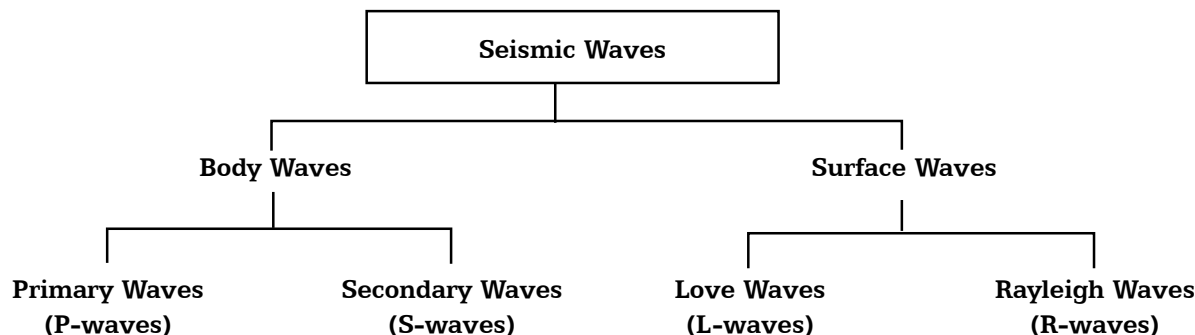 Seismic Waves
Body Waves
Surface Waves
Primary Waves
(P-waves)
Secondary Waves
(S-waves)
Love Waves
(L-waves)
Rayleigh Waves
(R-waves)